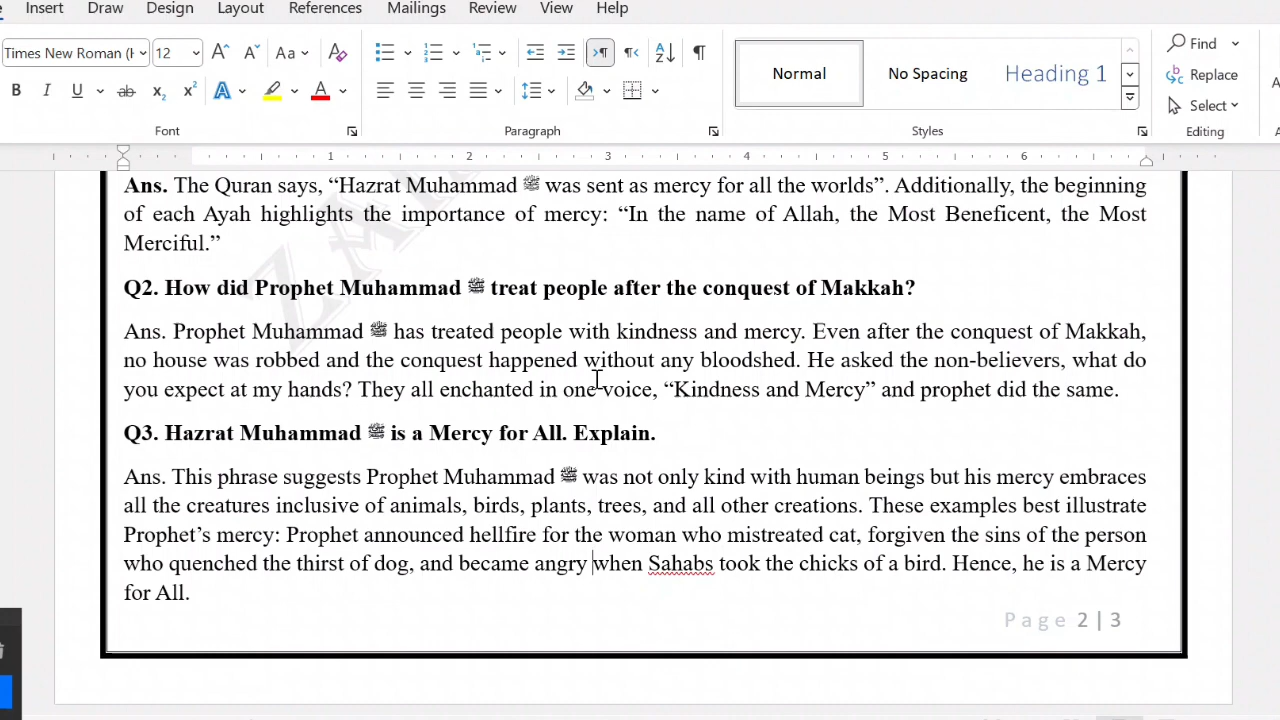 Insert Draw Design Layout References Mailings Review View Help
Times New Roman (H 12 Aa Find
Normal No Spacing Heading 1 Replace
B I U ab x₂ x² A A Select
Font Paragraph Styles Editing
1 2 3 4 5 6
Ans. The Quran says, “Hazrat Muhammad ﷺ was sent as mercy for all the worlds”. Additionally, the beginning
of each Ayah highlights the importance of mercy: “In the name of Allah, the Most Beneficent, the Most
Merciful.”
Q2. How did Prophet Muhammad ﷺ treat people after the conquest of Makkah?
Ans. Prophet Muhammad ﷺ has treated people with kindness and mercy. Even after the conquest of Makkah,
no house was robbed and the conquest happened without any bloodshed. He asked the non-believers, what do
you expect at my hands? They all enchanted in one voice, “Kindness and Mercy” and prophet did the same.
Q3. Hazrat Muhammad ﷺ is a Mercy for All. Explain.
Ans. This phrase suggests Prophet Muhammad ﷺ was not only kind with human beings but his mercy embraces
all the creatures inclusive of animals, birds, plants, trees, and all other creations. These examples best illustrate
Prophet’s mercy: Prophet announced hellfire for the woman who mistreated cat, forgiven the sins of the person
who quenched the thirst of dog, and became angry when Sahabs took the chicks of a bird. Hence, he is a Mercy
for All.
Page 2 | 3